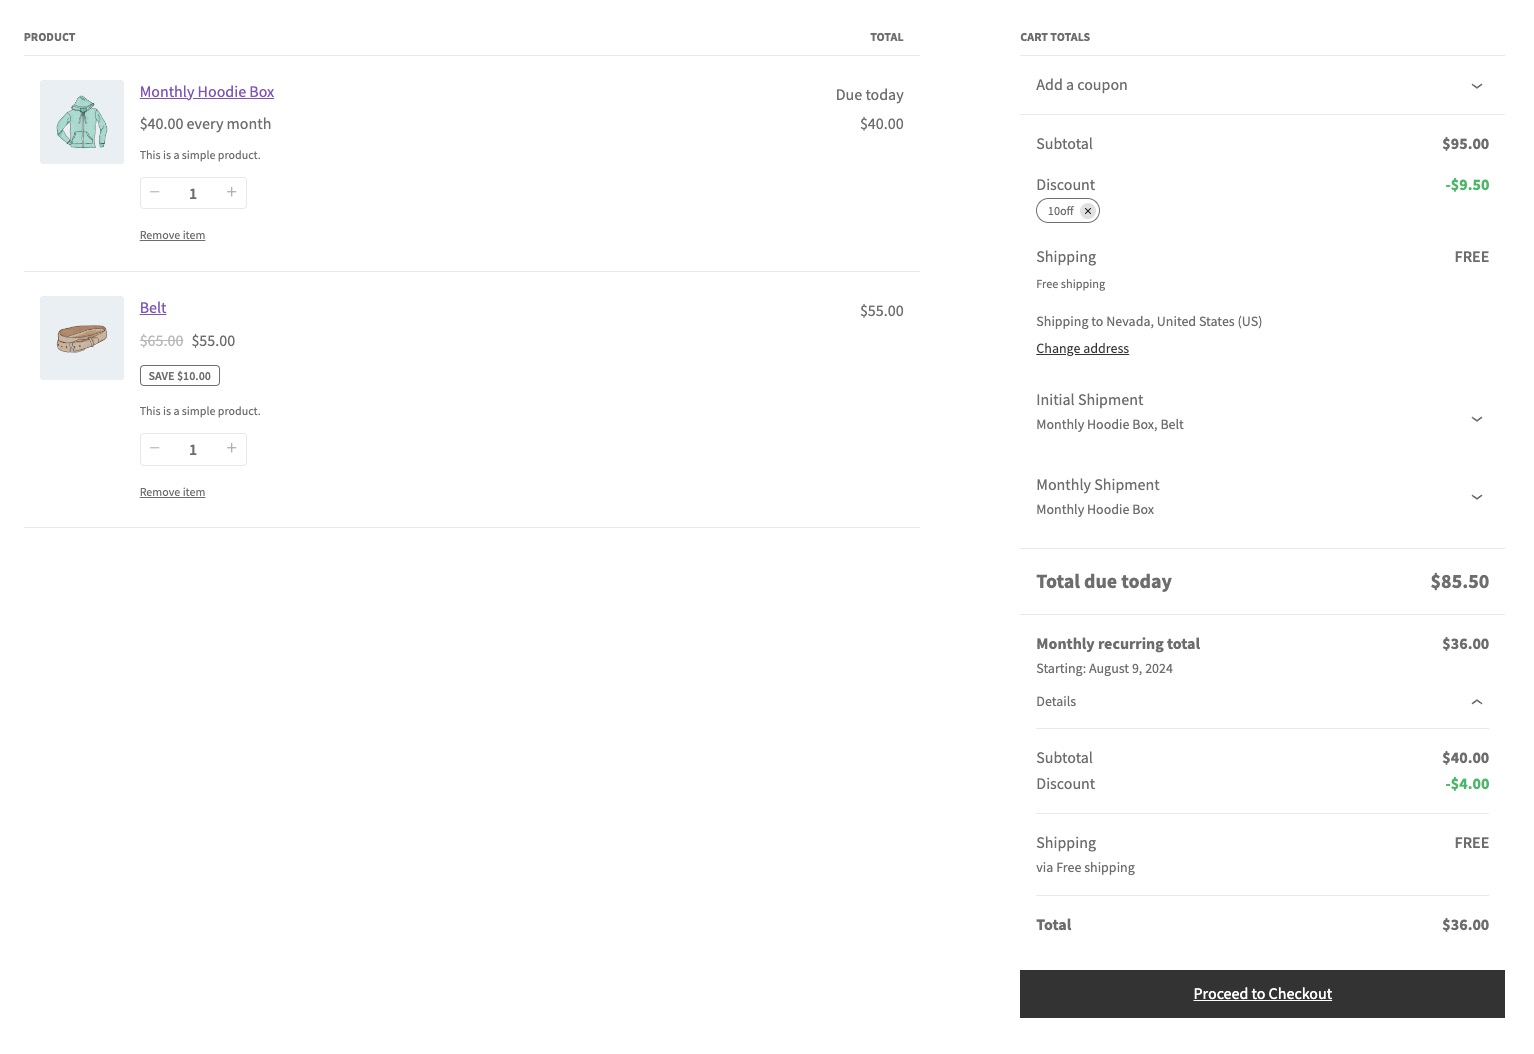 PRODUCT
TOTAL
Monthly Hoodie Box
Due today
$40.00 every month
$40.00
This is a simple product.
− 1 +
Remove item
Belt
$55.00
$65.00 $55.00
SAVE $10.00
This is a simple product.
− 1 +
Remove item
CART TOTALS
Add a coupon
Subtotal $95.00
Discount -$9.50
10off ×
Shipping FREE
Free shipping
Shipping to Nevada, United States (US)
Change address
Initial Shipment
Monthly Hoodie Box, Belt
Monthly Shipment
Monthly Hoodie Box
Total due today $85.50
Monthly recurring total $36.00
Starting: August 9, 2024
Details
Subtotal $40.00
Discount -$4.00
Shipping FREE
via Free shipping
Total $36.00
Proceed to Checkout